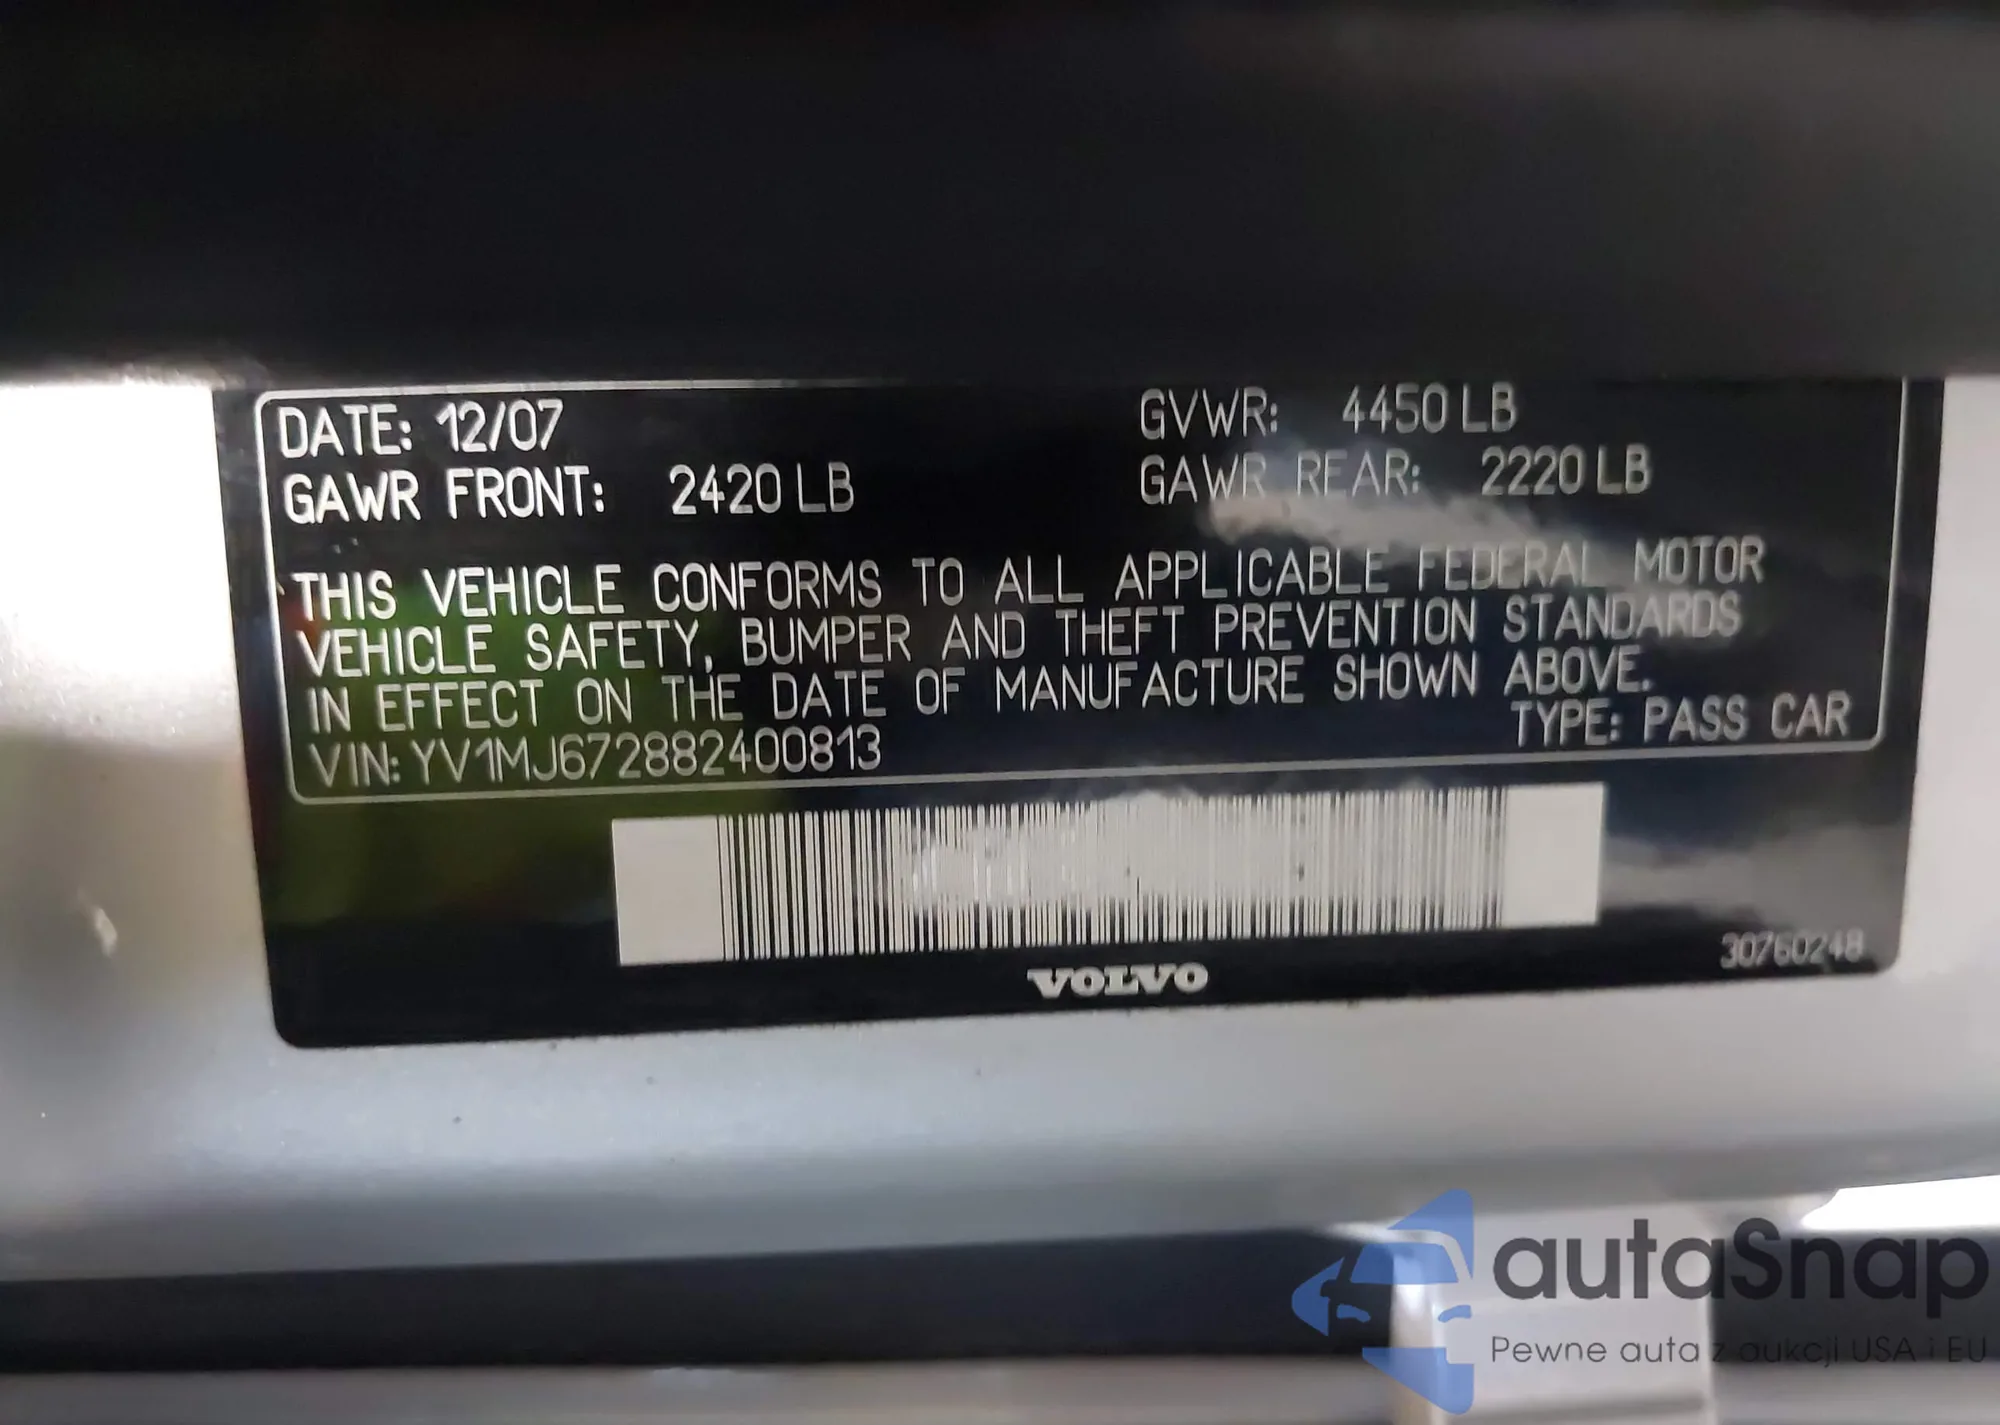 DATE: 12/07 GVWR: 4450 LB
GAWR FRONT: 2420 LB GAWR REAR: 2220 LB
THIS VEHICLE CONFORMS TO ALL APPLICABLE FEDERAL MOTOR
VEHICLE SAFETY, BUMPER AND THEFT PREVENTION STANDARDS
IN EFFECT ON THE DATE OF MANUFACTURE SHOWN ABOVE.
VIN: YV1MJ672882400813 TYPE: PASS CAR
VOLVO
30760248
autaSnap
Pewne auta z aukcji USA i EU